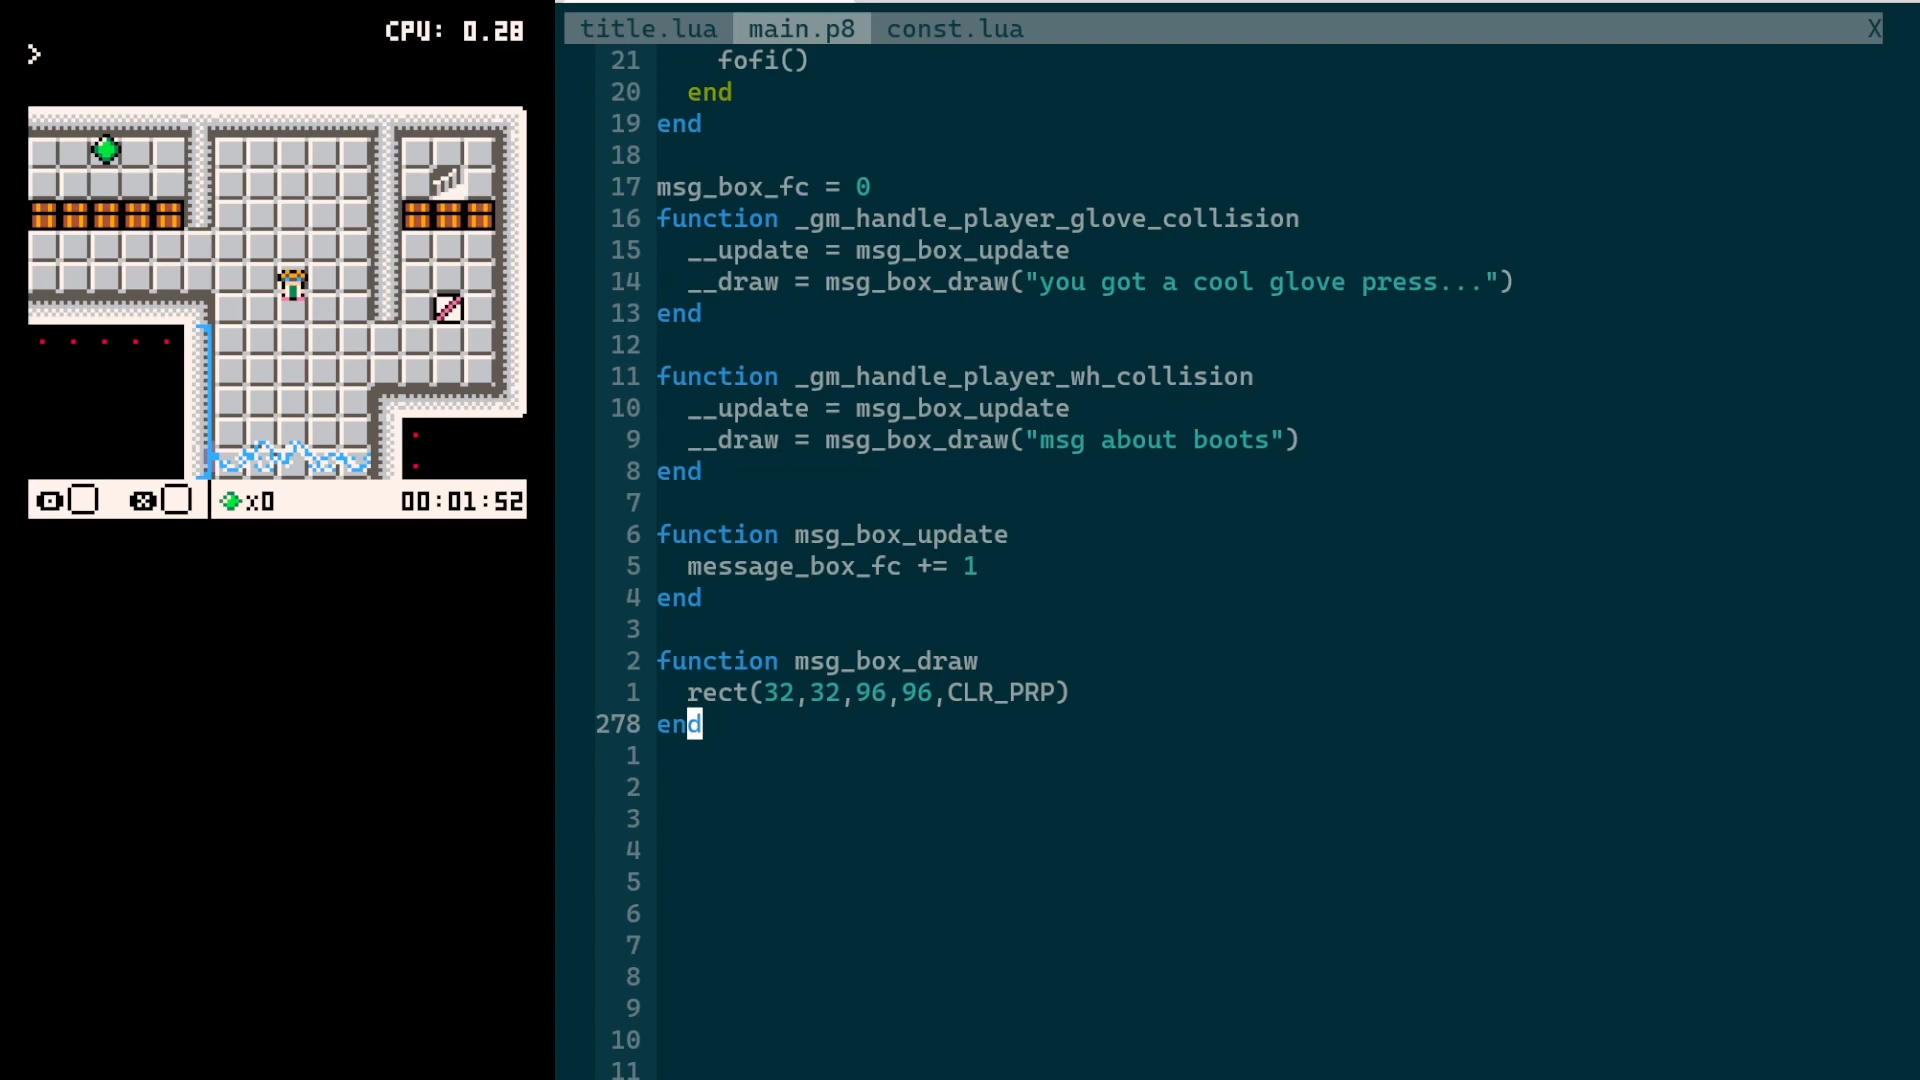 CPU: 0.28
>
x0
00:01:52
title.lua main.p8 const.lua X
21 fofi()
20 end
19 end
18
17 msg_box_fc = 0
16 function _gm_handle_player_glove_collision
15 __update = msg_box_update
14 __draw = msg_box_draw("you got a cool glove press...")
13 end
12
11 function _gm_handle_player_wh_collision
10 __update = msg_box_update
9 __draw = msg_box_draw("msg about boots")
8 end
7
6 function msg_box_update
5 message_box_fc += 1
4 end
3
2 function msg_box_draw
1 rect(32,32,96,96,CLR_PRP)
278 end
1
2
3
4
5
6
7
8
9
10
11